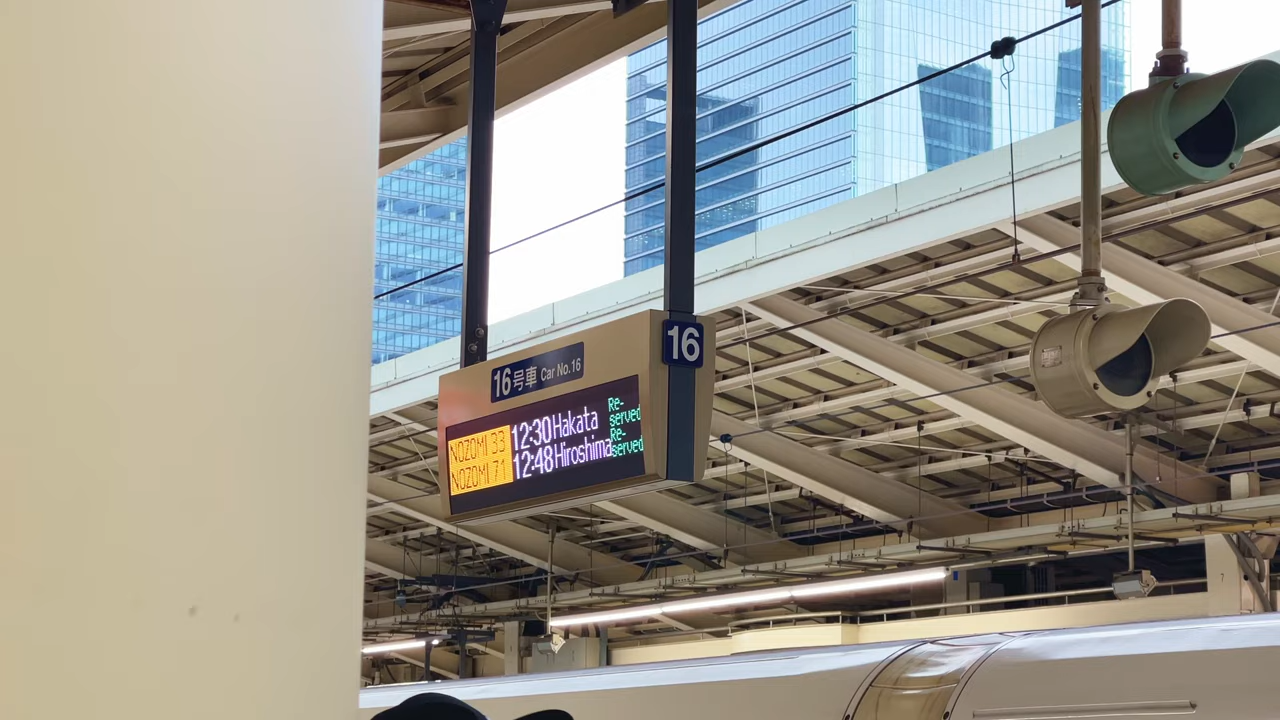 16
16号車 Car No.16
NOZOMI 33 12:30 Hakata Re-served
NOZOMI 71 12:48 Hiroshima Re-served
7